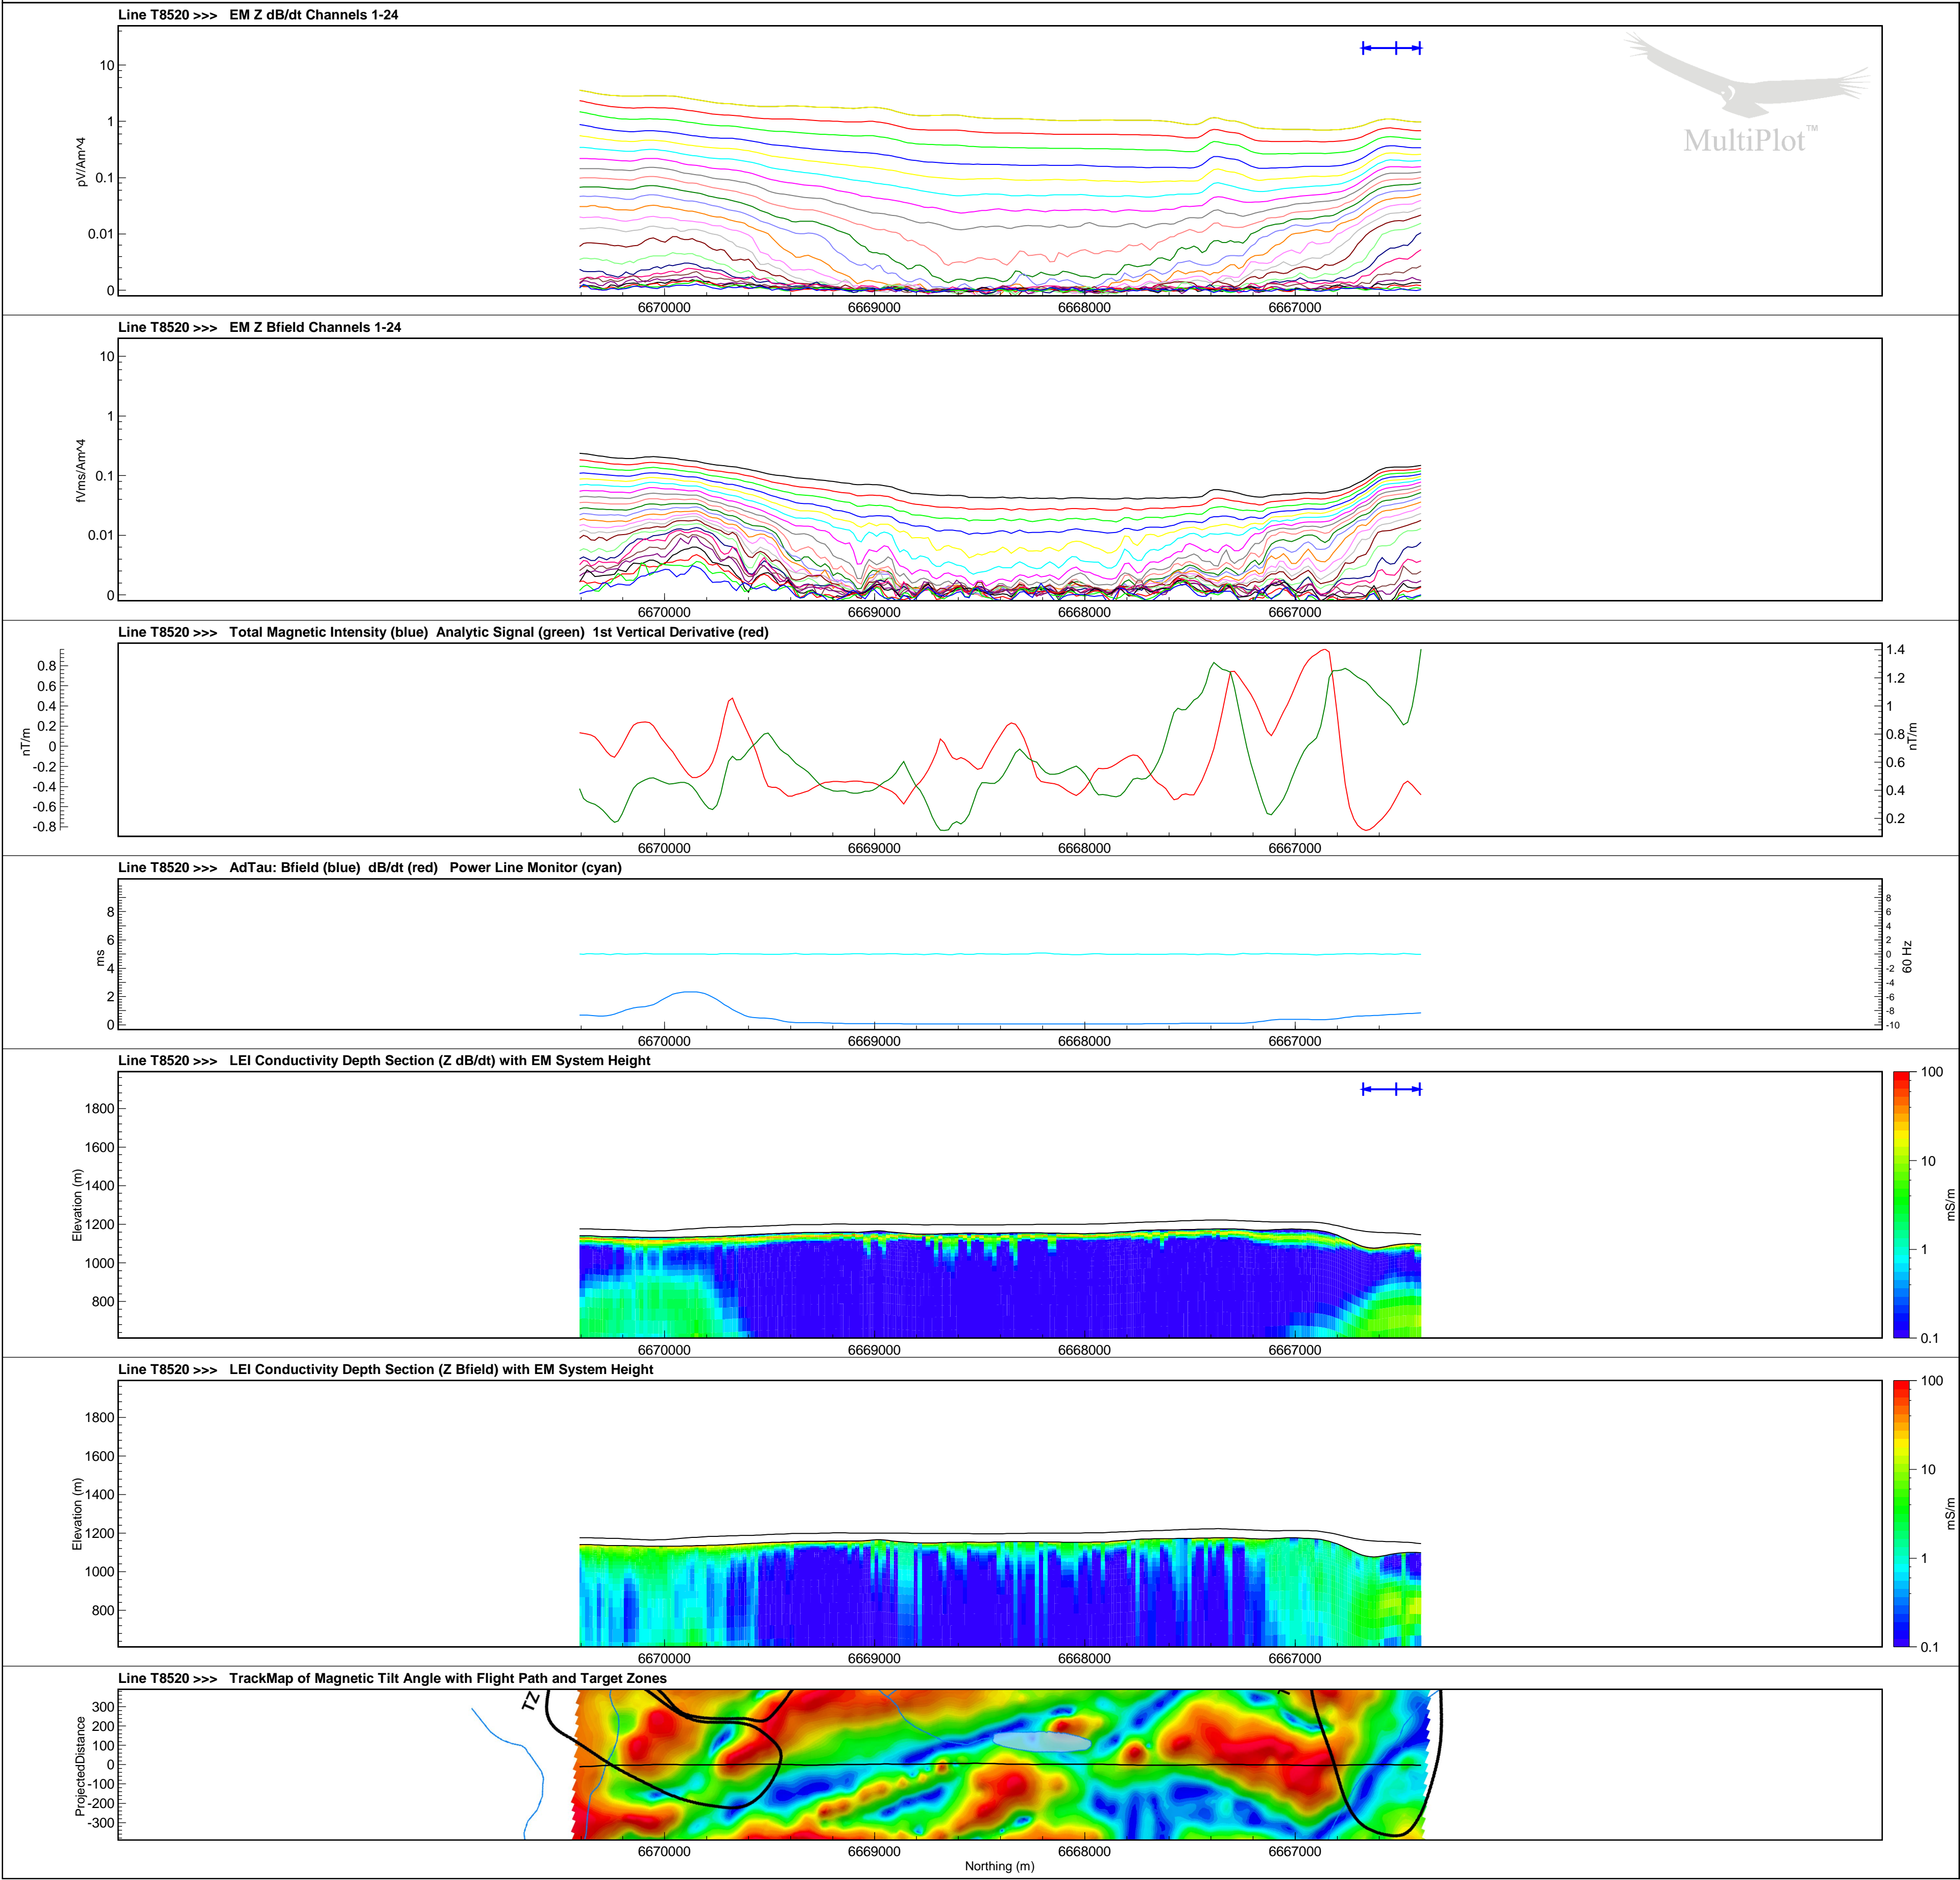 Line T8520 >>>   EM Z dB/dt Channels 1-24
10
1
0.1
0.01
0
pV/Am^4
MultiPlot™
6670000 6669000 6668000 6667000
Line T8520 >>>   EM Z Bfield Channels 1-24
10
1
0.1
0.01
0
fVms/Am^4
6670000 6669000 6668000 6667000
Line T8520 >>>   Total Magnetic Intensity (blue)  Analytic Signal (green)  1st Vertical Derivative (red)
0.8
0.6
0.4
0.2
0
-0.2
-0.4
-0.6
-0.8
nT/m
1.4
1.2
1
0.8
0.6
0.4
0.2
nT/m
6670000 6669000 6668000 6667000
Line T8520 >>>   AdTau: Bfield (blue)  dB/dt (red)   Power Line Monitor (cyan)
8
6
4
2
0
ms
8
6
4
2
0
-2
-4
-6
-8
-10
60 Hz
6670000 6669000 6668000 6667000
Line T8520 >>>   LEI Conductivity Depth Section (Z dB/dt) with EM System Height
1800
1600
1400
1200
1000
800
Elevation (m)
100
10
1
0.1
mS/m
6670000 6669000 6668000 6667000
Line T8520 >>>   LEI Conductivity Depth Section (Z Bfield) with EM System Height
1800
1600
1400
1200
1000
800
Elevation (m)
100
10
1
0.1
mS/m
6670000 6669000 6668000 6667000
Line T8520 >>>   TrackMap of Magnetic Tilt Angle with Flight Path and Target Zones
300
200
100
0
-100
-200
-300
ProjectedDistance
TZ
6670000 6669000 6668000 6667000
Northing (m)